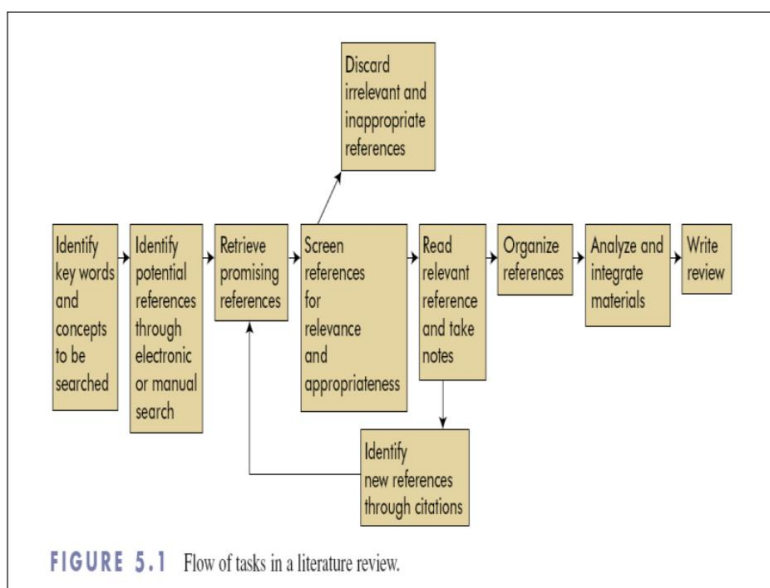 Discard
irrelevant and
inappropriate
references
Identify
key words
and
concepts
to be
searched
Identify
potential
references
through
electronic
or manual
search
Retrieve
promising
references
Screen
references
for
relevance
and
appropriateness
Read
relevant
reference
and take
notes
Organize
references
Analyze and
integrate
materials
Write
review
Identify
new references
through citations
FIGURE 5.1 Flow of tasks in a literature review.